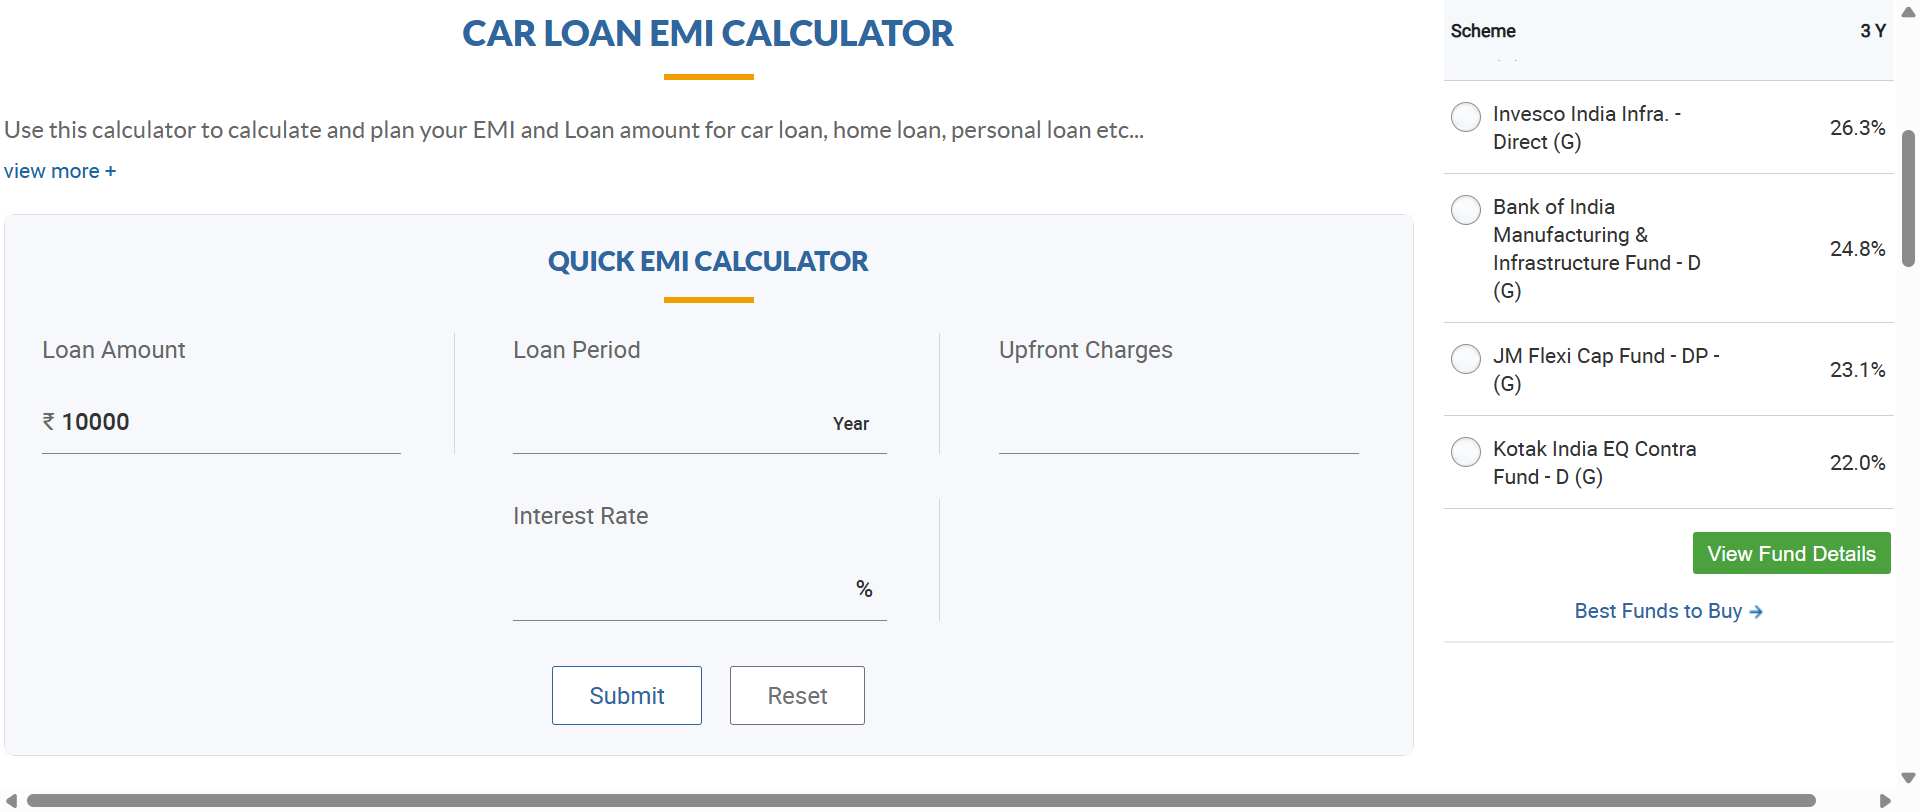 CAR LOAN EMI CALCULATOR
Use this calculator to calculate and plan your EMI and Loan amount for car loan, home loan, personal loan etc...
view more +
QUICK EMI CALCULATOR
Loan Amount
₹ 10000
Loan Period
Year
Upfront Charges
Interest Rate
%
Submit
Reset
Scheme 3 Y
Invesco India Infra. -
Direct (G)
26.3%
Bank of India
Manufacturing &
Infrastructure Fund - D
(G)
24.8%
JM Flexi Cap Fund - DP -
(G)
23.1%
Kotak India EQ Contra
Fund - D (G)
22.0%
View Fund Details
Best Funds to Buy →